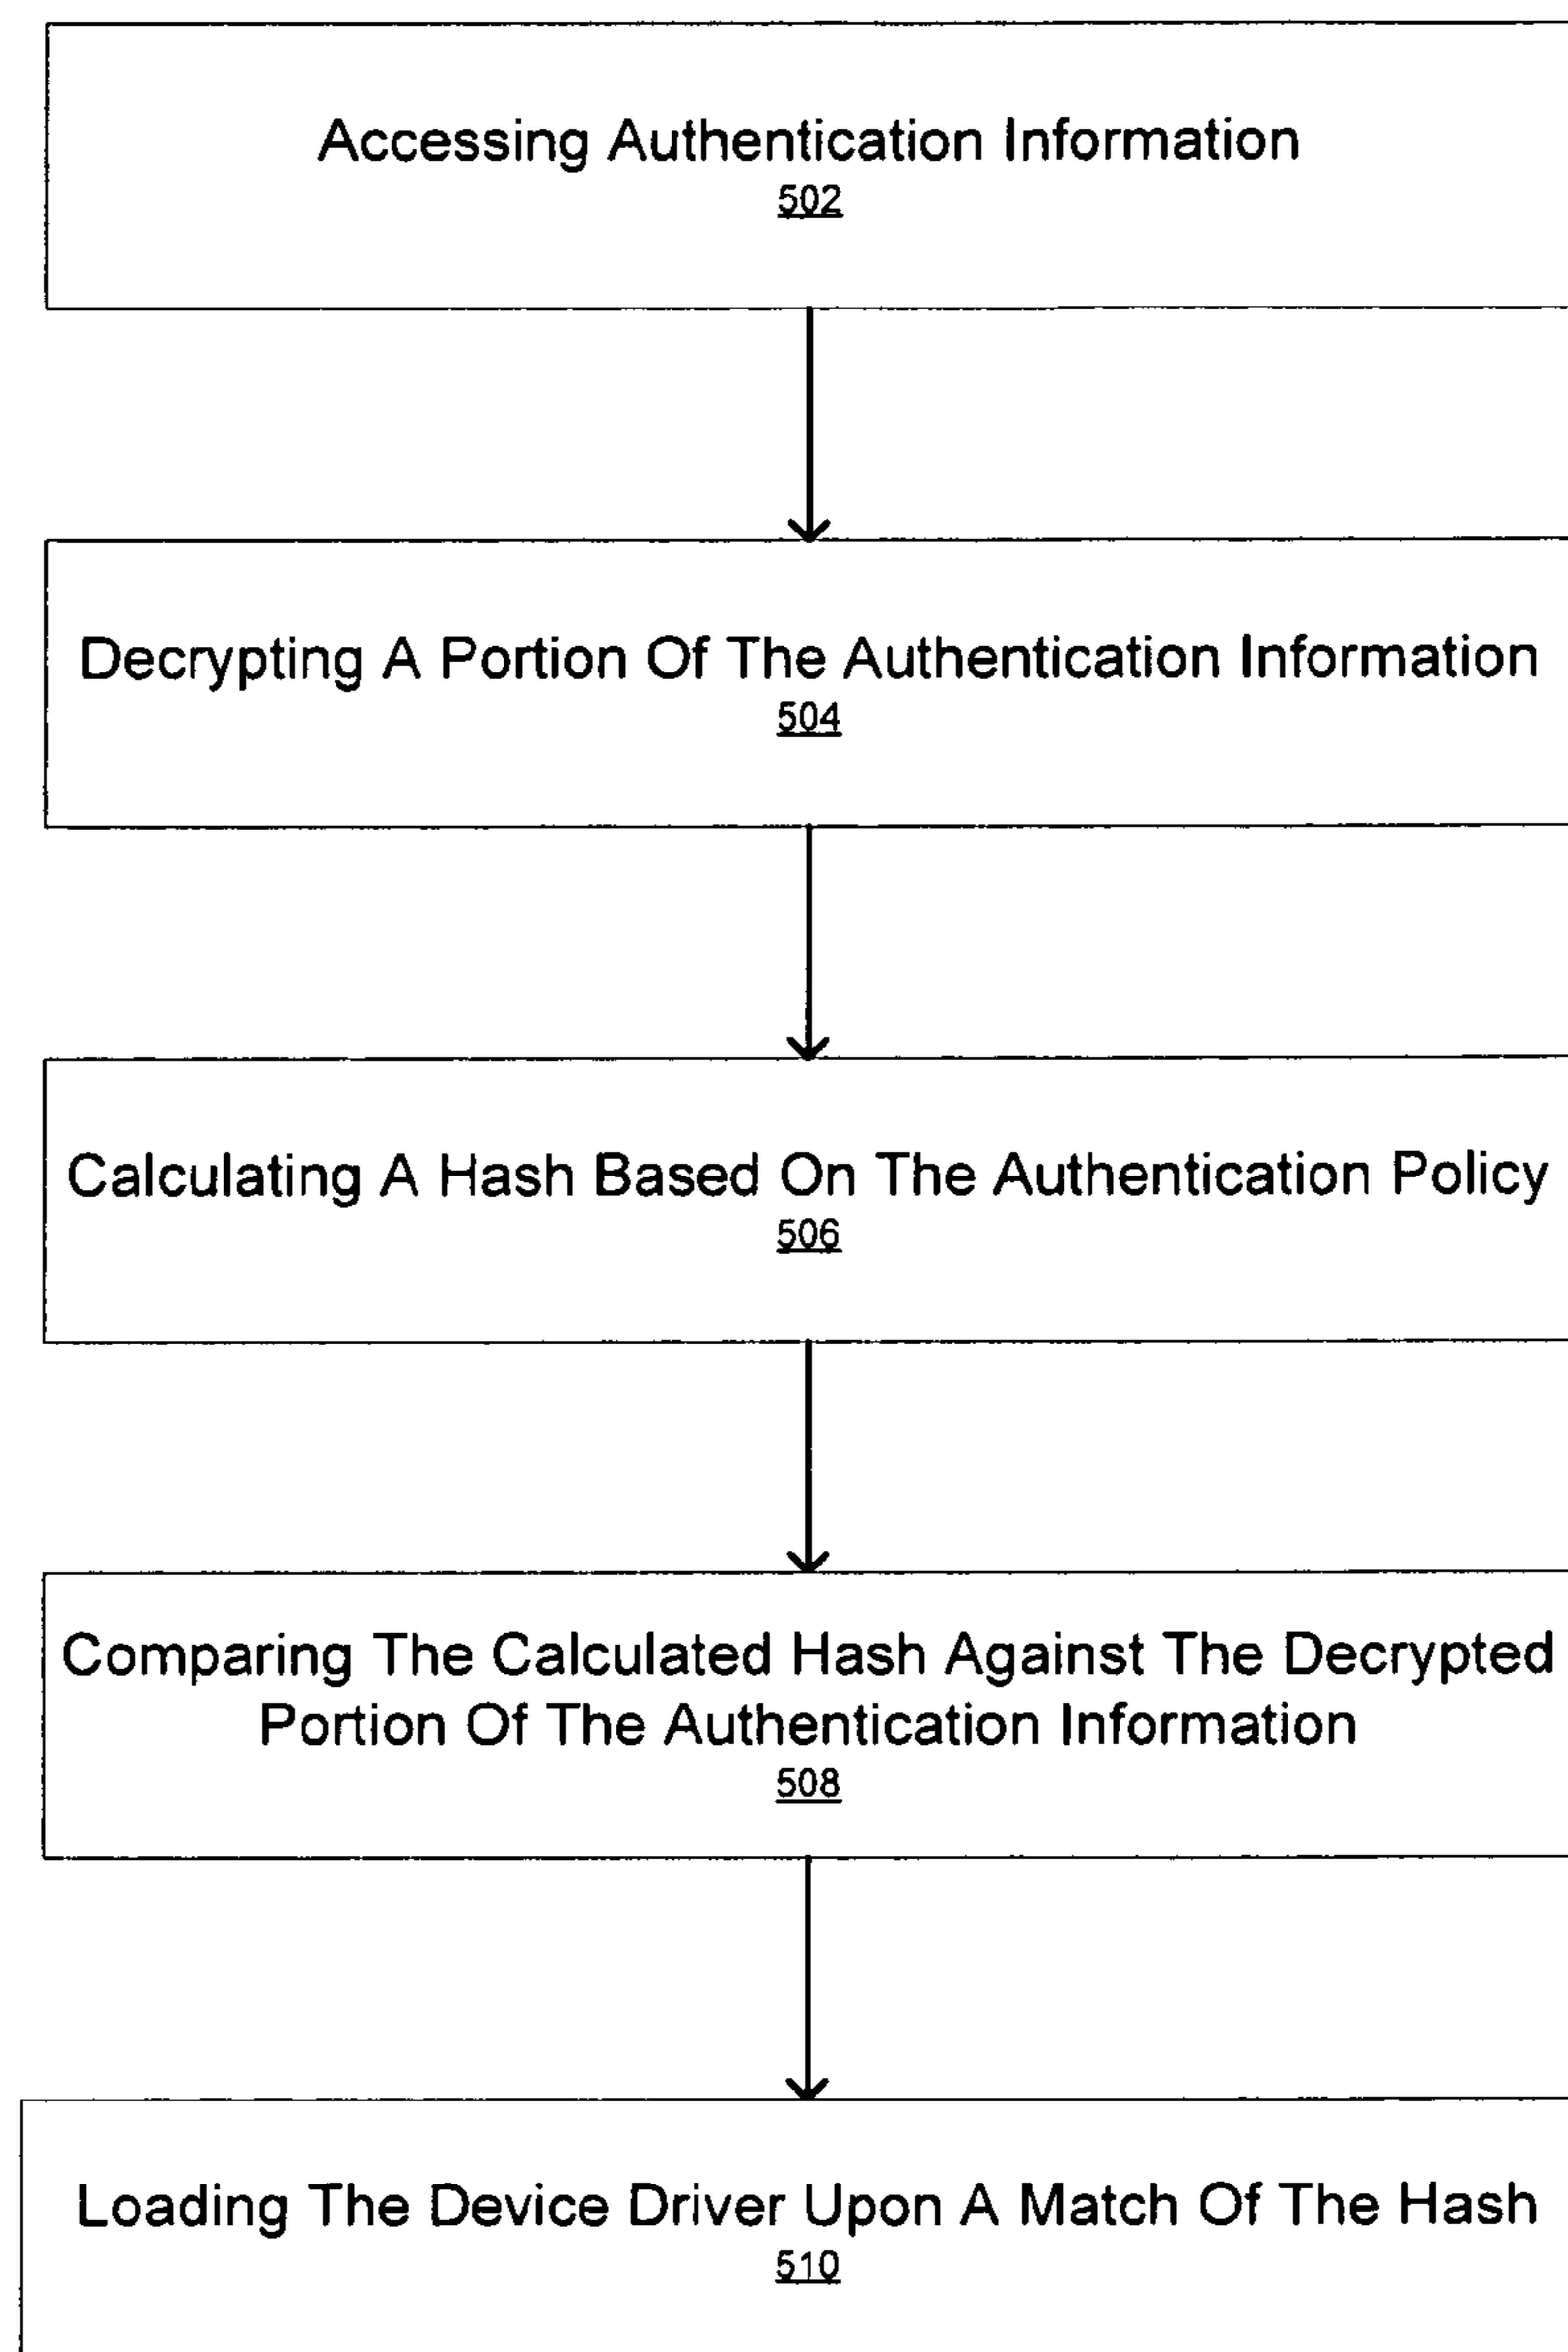 Accessing Authentication Information
502
Decrypting A Portion Of The Authentication Information
504
Calculating A Hash Based On The Authentication Policy
506
Comparing The Calculated Hash Against The Decrypted
Portion Of The Authentication Information
508
Loading The Device Driver Upon A Match Of The Hash
510